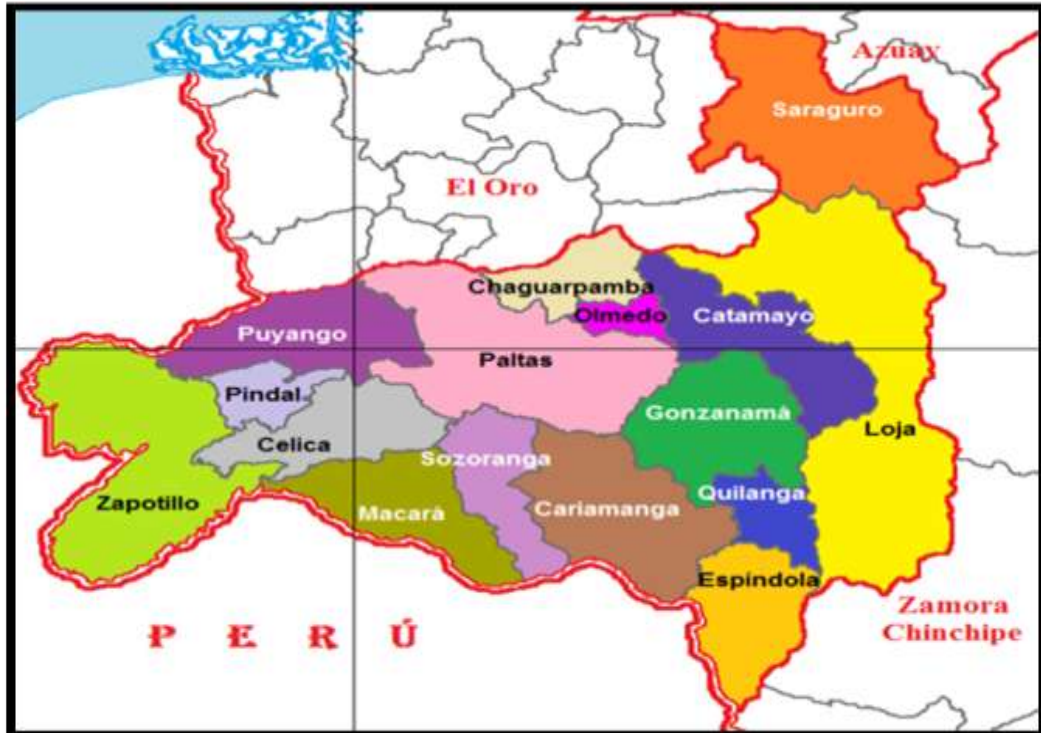 Azuay
Saraguro
El Oro
Chaguarpamba
Olmedo
Catamayo
Puyango
Paltas
Pindal
Gonzanamá
Loja
Celica
Sozoranga
Quilanga
Zapotillo
Macará
Cariamanga
Espíndola
Zamora
Chinchipe
P E R Ú